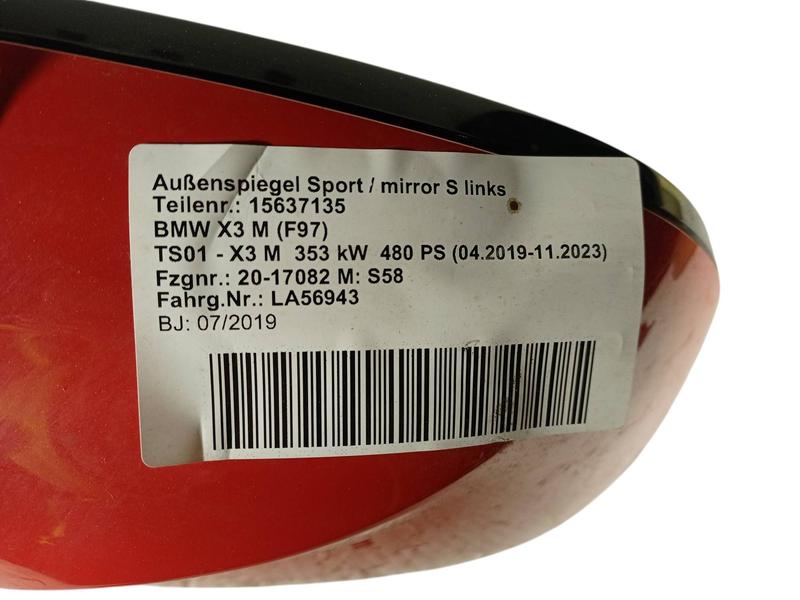 Außenspiegel Sport / mirror S links
Teilenr.: 15637135
BMW X3 M (F97)
TS01 - X3 M  353 kW  480 PS (04.2019-11.2023)
Fzgnr.: 20-17082 M: S58
Fahrg.Nr.: LA56943
BJ: 07/2019